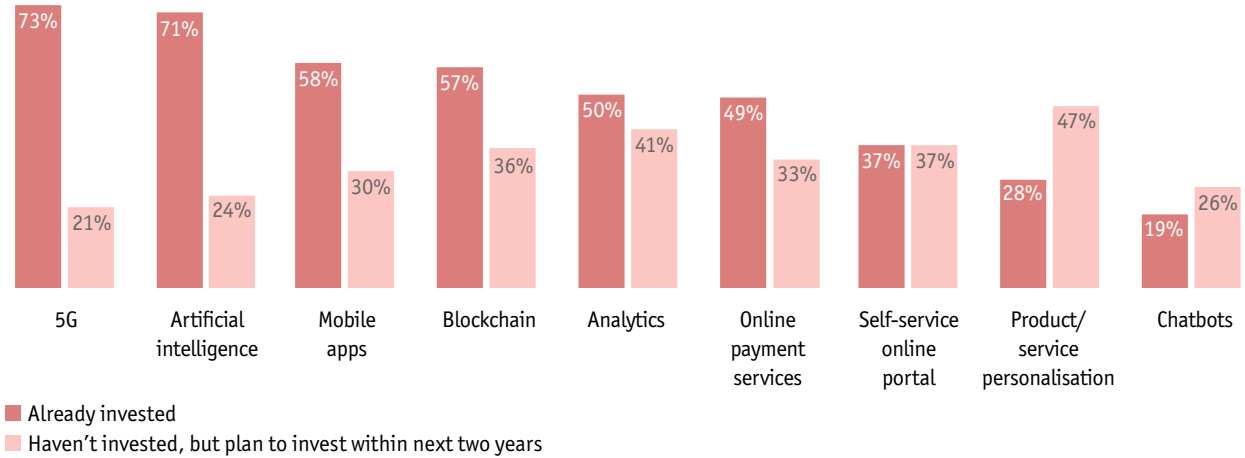 73%
21%
71%
24%
58%
30%
57%
36%
50%
41%
49%
33%
37%
37%
28%
47%
19%
26%
5G
Artificial
intelligence
Mobile
apps
Blockchain
Analytics
Online
payment
services
Self-service
online
portal
Product/
service
personalisation
Chatbots
Already invested
Haven't invested, but plan to invest within next two years